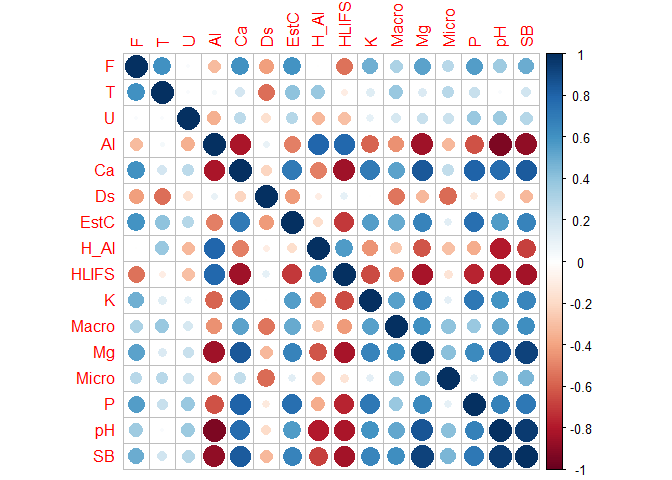 F T U Al Ca Ds EstC H_Al HLIFS K Macro Mg Micro P pH SB
F
T
U
Al
Ca
Ds
EstC
H_Al
HLIFS
K
Macro
Mg
Micro
P
pH
SB
1
0.8
0.6
0.4
0.2
0
-0.2
-0.4
-0.6
-0.8
-1